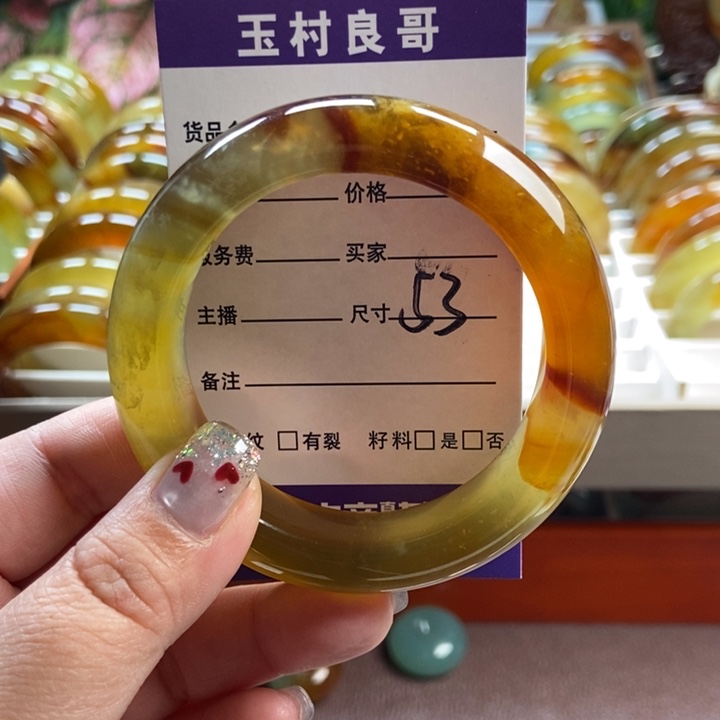 玉村良哥
货品
价格
务费 买家
主播 尺寸 53
备注
纹 □有裂 籽料□是□否